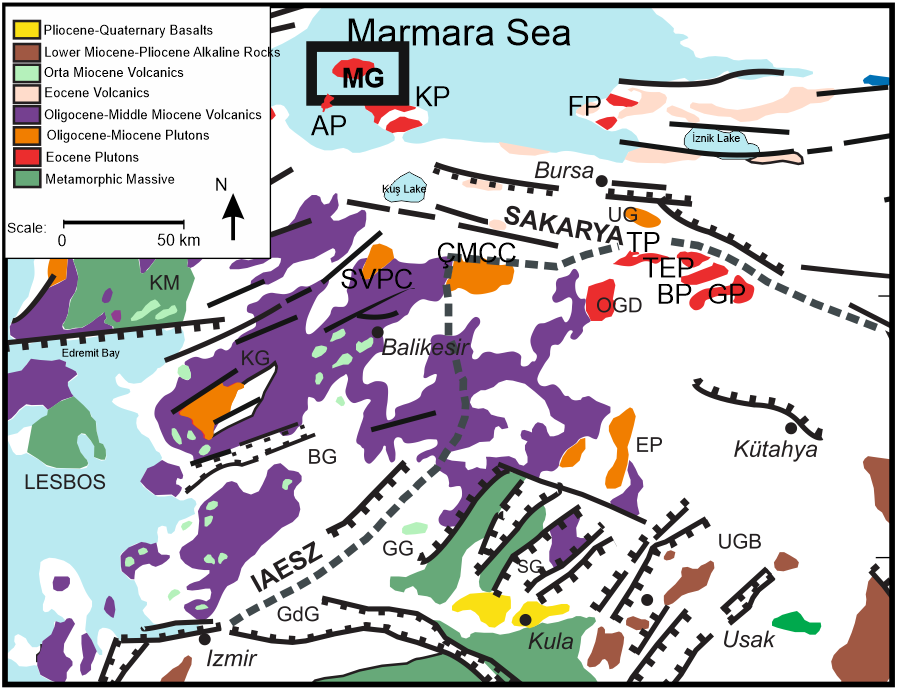 Marmara Sea
Pliocene-Quaternary Basalts
Lower Miocene-Pliocene Alkaline Rocks
Orta Miocene Volcanics
Eocene Volcanics
Oligocene-Middle Miocene Volcanics
Oligocene-Miocene Plutons
Eocene Plutons
Metamorphic Massive
N
Scale:
0
50 km
MG
KP
AP
FP
İznik Lake
Bursa
Kuş Lake
SAKARYA
UG
TP
ÇMCC
TEP
SVPC
BP
GP
KM
OGD
Edremit Bay
Balikesir
KG
Kütahya
EP
BG
LESBOS
UGB
GG
SG
IAESZ
GdG
Kula
Usak
Izmir